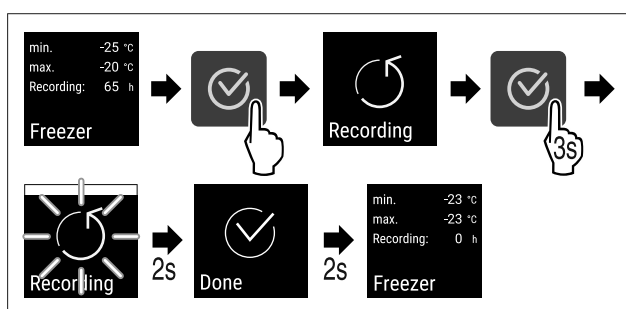 min. -25 °C
max. -20 °C
Recording: 65 h
Freezer
Recording
3s
Recording
2s
Done
2s
min. -23 °C
max. -23 °C
Recording: 0 h
Freezer